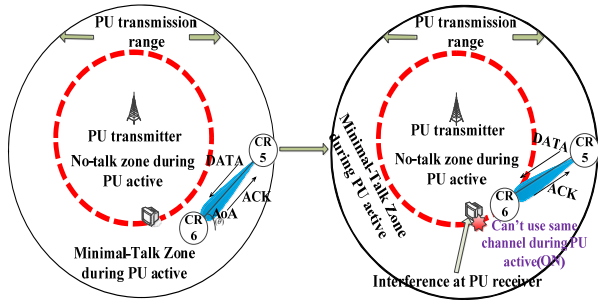 PU transmission
range
PU transmitter
No-talk zone during
PU active
CR
5
DATA
ACK
AoA
CR
6
Minimal-Talk Zone
during PU active
PU transmission
range
Minimal-Talk Zone
during PU active
PU transmitter
No-talk zone during
PU active
DATA
CR
5
ACK
CR
6
Can't use same
channel during PU
active(ON)
Interference at PU receiver